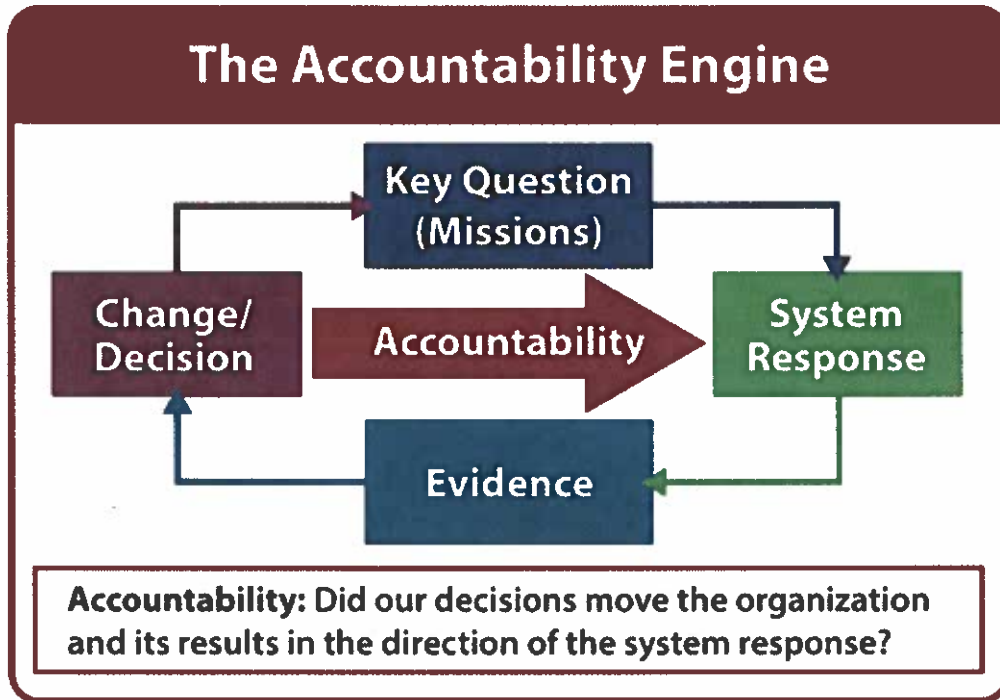 The Accountability Engine
Key Question
(Missions)
Change/
Decision
Accountability
System
Response
Evidence
Accountability: Did our decisions move the organization
and its results in the direction of the system response?